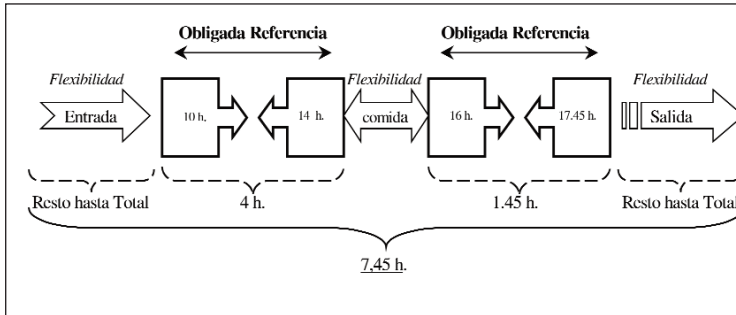 Obligada Referencia Obligada Referencia
Flexibilidad Flexibilidad Flexibilidad
Entrada 10 h. 14 h. comida 16 h. 17.45 h. Salida
Resto hasta Total 4 h. 1.45 h. Resto hasta Total
7,45 h.